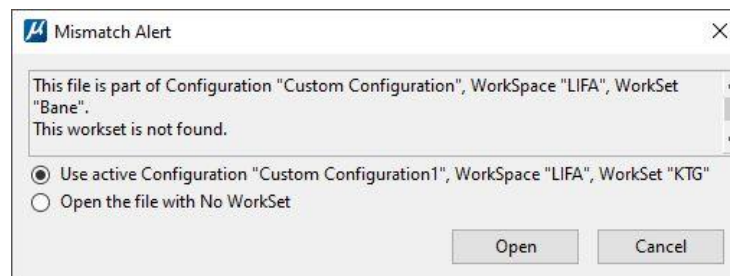 Mismatch Alert
This file is part of Configuration "Custom Configuration", WorkSpace "LIFA", WorkSet
"Bane".
This workset is not found.
Use active Configuration "Custom Configuration1", WorkSpace "LIFA", WorkSet "KTG"
Open the file with No WorkSet
Open Cancel